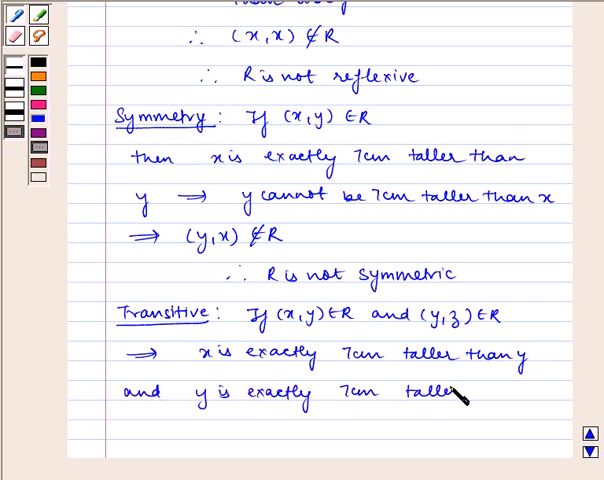 ∴ (x,x) ∉ R
∴ R is not reflexive
Symmetry: If (x,y) ∈R
then x is exactly 7cm taller than
y ⇒ y cannot be 7cm taller than x
⇒ (y,x) ∉ R
∴ R is not symmetric
Transitive: If (x,y)∈R and (y,z)∈R
⇒ x is exactly 7cm taller than y
and y is exactly 7cm talle